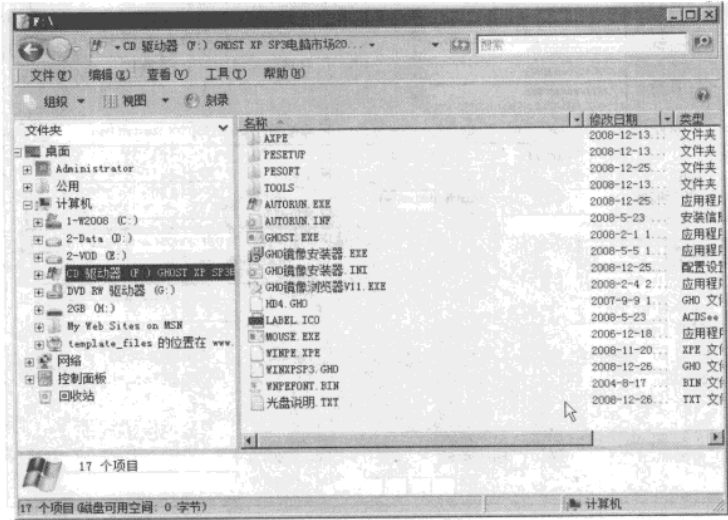 F:\
CD 驱动器 (F:) GHOST XP SP3电脑市场20...
搜索
文件(F) 编辑(E) 查看(V) 工具(T) 帮助(H)
组织 视图 刻录
文件夹
桌面
Administrator
公用
计算机
1-W2008 (C:)
2-Data (D:)
2-VOD (E:)
CD 驱动器 (F:) GHOST XP SP3
DVD RW 驱动器 (G:)
2GB (H:)
My Web Sites on MSN
template_files 的位置在 www.
网络
控制面板
回收站
名称 修改日期 类型
AXPE 2008-12-13... 文件夹
PESETUP 2008-12-13... 文件夹
PESOFT 2008-12-25... 文件夹
TOOLS 2008-12-13... 文件夹
AUTORUN.EXE 2008-12-25... 应用程
AUTORUN.INF 2008-5-23 ... 安装信
GHOST.EXE 2008-2-1 1... 应用程
GHO镜像安装器.EXE 2008-5-5 1... 应用程
GHO镜像安装器.INI 2008-12-25... 配置设
GHO镜像浏览器V11.EXE 2008-2-4 2... 应用程
HD4.GHO 2007-9-9 1... GHO 文
LABEL.ICO 2008-5-23 ... ACDSee
MOUSE.EXE 2006-12-18... 应用程
WINPE.XPE 2008-11-20... XPE 文
WINXPSP3.GHO 2008-12-26... GHO 文
WNPEFONT.BIN 2004-8-17 ... BIN 文
光盘说明.TXT 2008-12-26... TXT 文
17 个项目
17 个项目(磁盘可用空间: 0 字节)
计算机